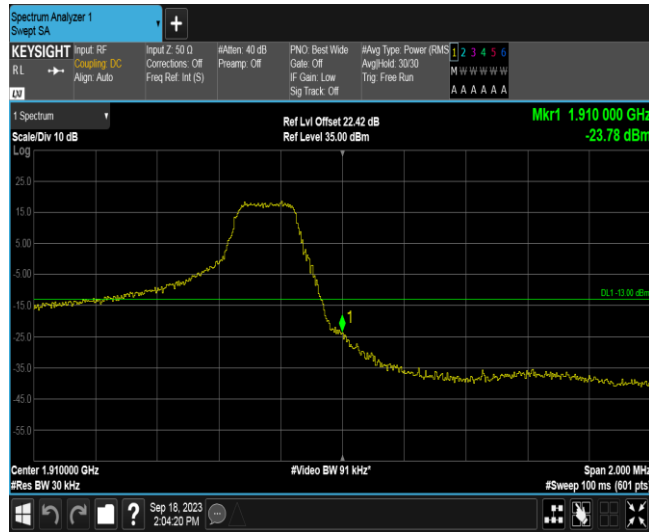 Spectrum Analyzer 1
Swept SA
KEYSIGHT Input: RF Input Z: 50 Ω #Atten: 40 dB PNO: Best Wide #Avg Type: Power (RMS 1 2 3 4 5 6
RL Coupling: DC Corrections: Off Preamp: Off Gate: Off Avg|Hold: 30/30 M W W W W W
Align: Auto Freq Ref: Int (S) IF Gain: Low Trig: Free Run
LXI Sig Track: Off A A A A A A
1 Spectrum Ref Lvl Offset 22.42 dB Mkr1 1.910 000 GHz
Scale/Div 10 dB Ref Level 35.00 dBm -23.78 dBm
Log
25.0
15.0
5.00
-5.00
DL1 -13.00 dBm
-15.0
1
-25.0
-35.0
-45.0
-55.0
Center 1.910000 GHz #Video BW 91 kHz* Span 2.000 MHz
#Res BW 30 kHz #Sweep 100 ms (601 pts)
? Sep 18, 2023
2:04:20 PM